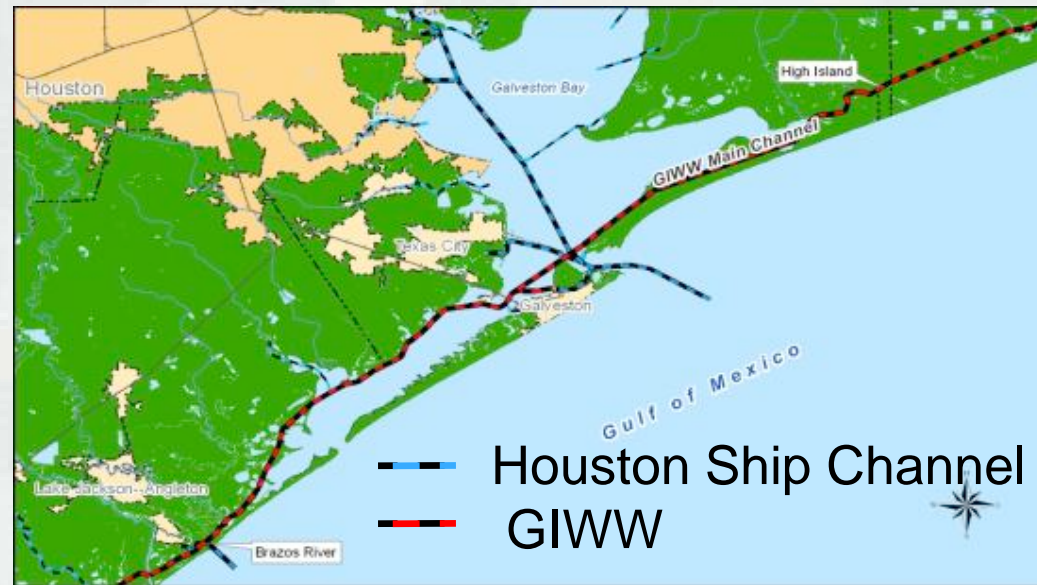 Houston
Galveston Bay
High Island
GIWW Main Channel
Texas City
Galveston
Gulf of Mexico
Lake Jackson--Angleton
Brazos River
Houston Ship Channel
GIWW